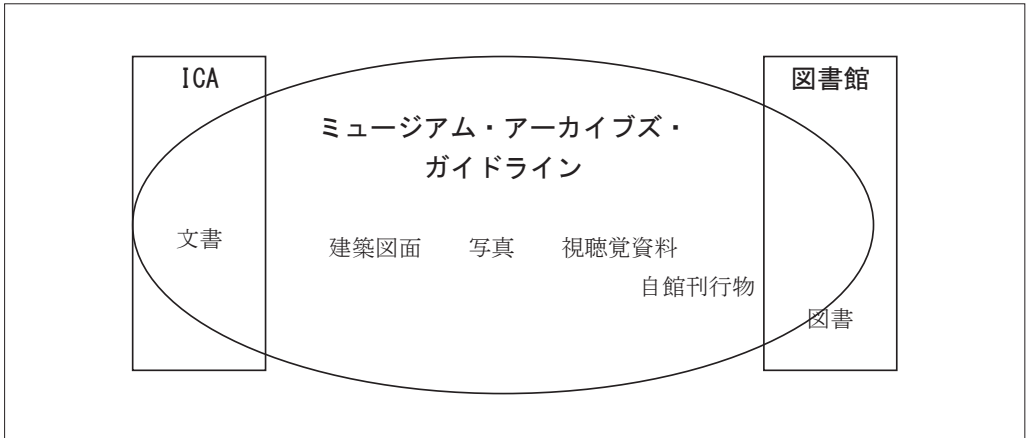 ICA
図書館
ミュージアム・アーカイブズ・
ガイドライン
文書
建築図面 写真 視聴覚資料
自館刊行物
図書